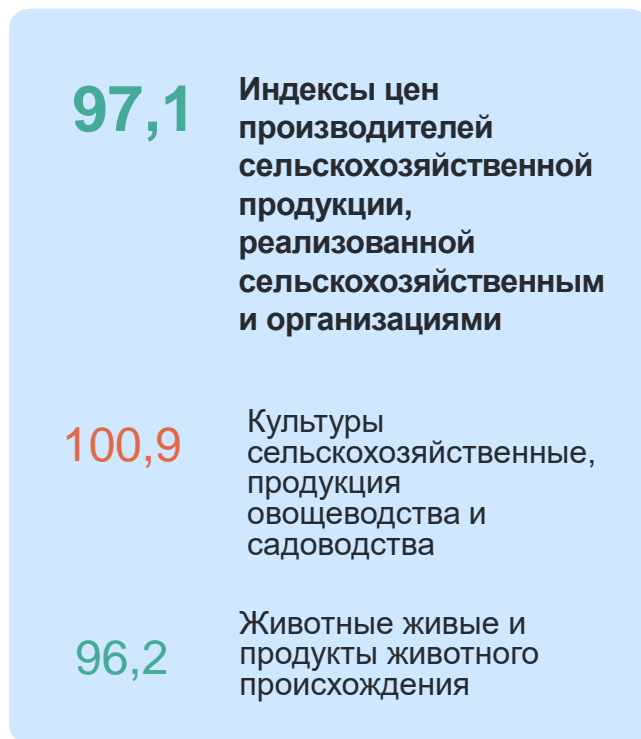 97,1
Индексы цен
производителей
сельскохозяйственной
продукции,
реализованной
сельскохозяйственным
и организациями
100,9
Культуры
сельскохозяйственные,
продукция
овощеводства и
садоводства
96,2
Животные живые и
продукты животного
происхождения